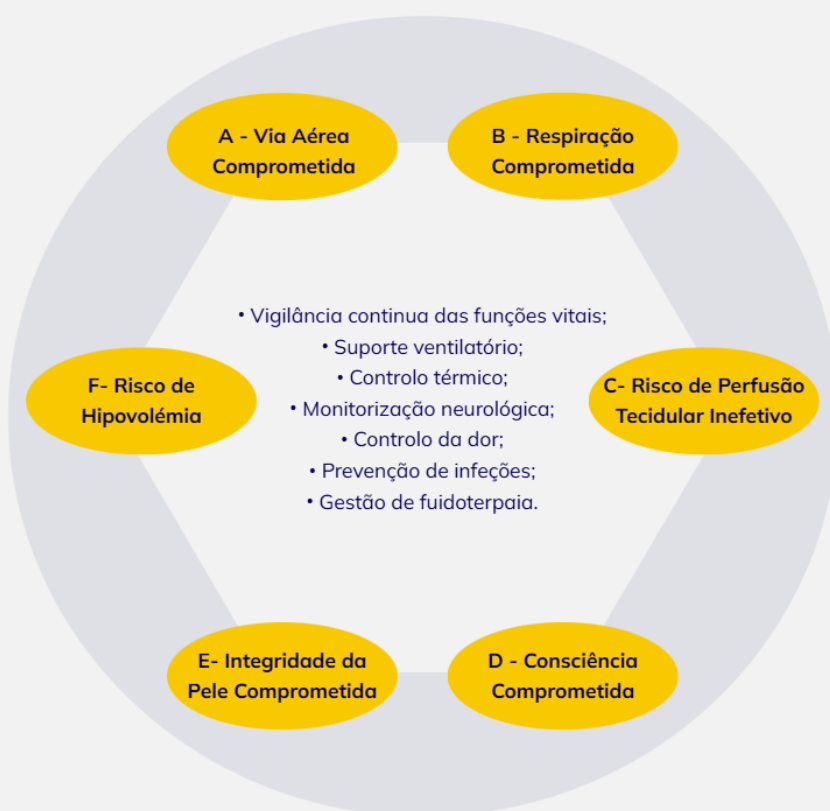 A - Via Aérea
Comprometida
B - Respiração
Comprometida
• Vigilância continua das funções vitais;
• Suporte ventilatório;
• Controlo térmico;
• Monitorização neurológica;
• Controlo da dor;
• Prevenção de infeções;
• Gestão de fuidoterpaia.
F- Risco de
Hipovolémia
C- Risco de Perfusão
Tecidular Inefetivo
E- Integridade da
Pele Comprometida
D - Consciência
Comprometida